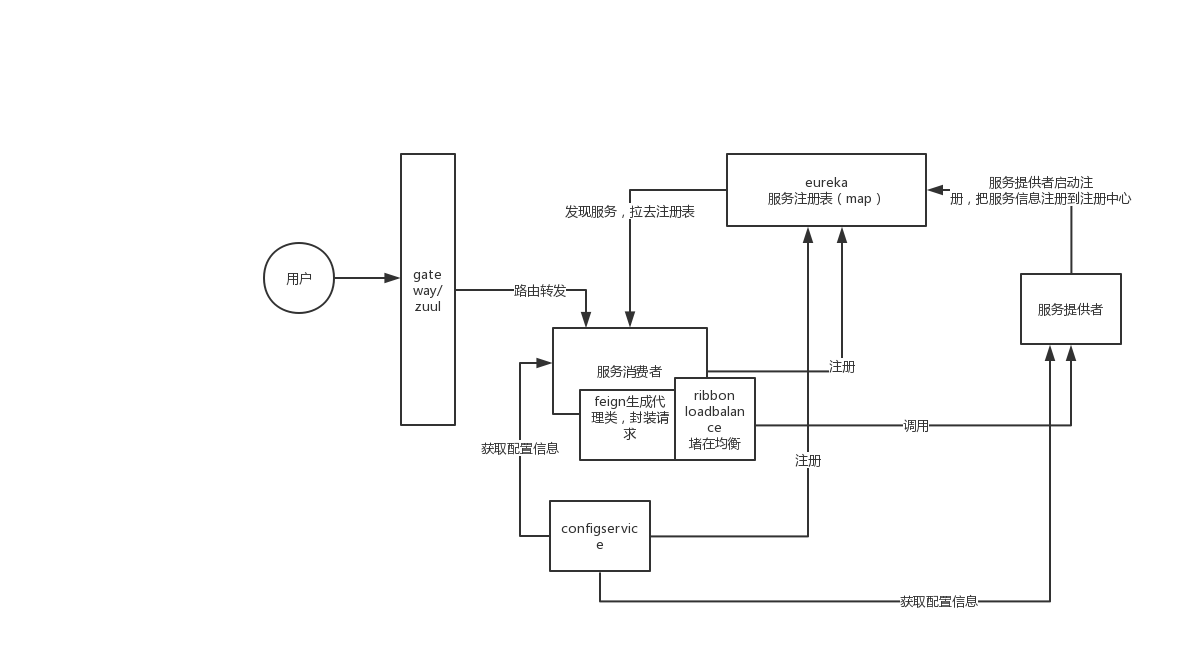 eureka
服务注册表（map）
服务提供者启动注
册，把服务信息注册到注册中心
发现服务，拉去注册表
用户
gate
way/
zuul
路由转发
服务提供者
服务消费者
注册
feign生成代
理类，封装请
求
ribbon
loadbalan
ce
堵在均衡
调用
获取配置信息
注册
configservic
e
获取配置信息